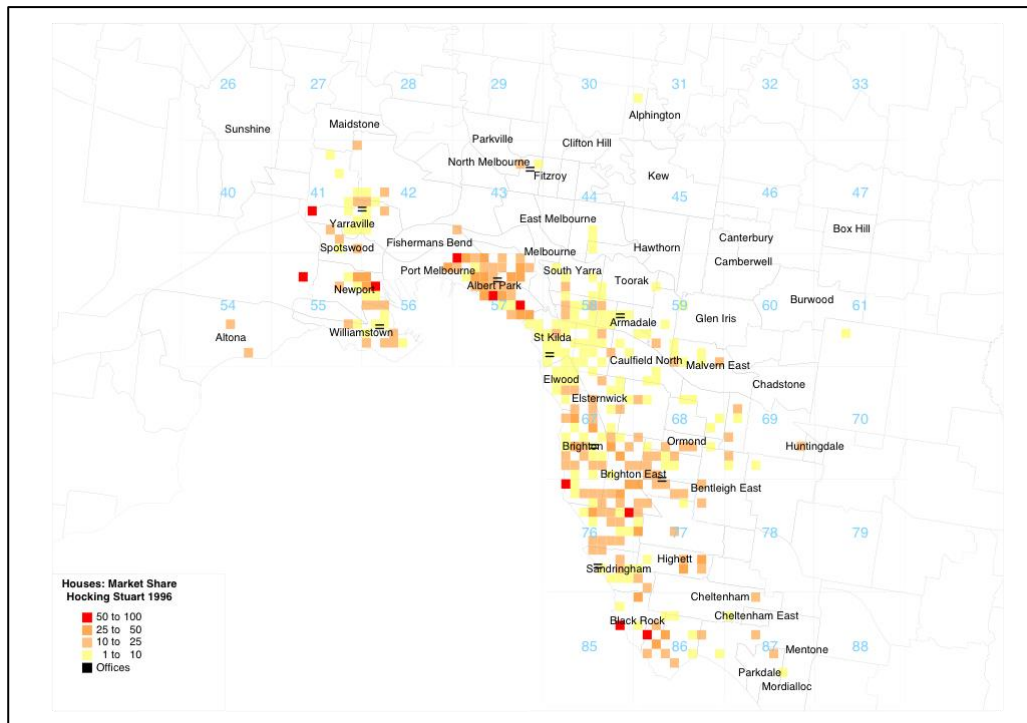 26
27
28
29
30
31
32
33
Alphington
Sunshine
Maidstone
Parkville
Clifton Hill
North Melbourne
Fitzroy
Kew
40
41
42
43
44
45
46
47
Yarraville
East Melbourne
Box Hill
Spotswood
Fishermans Bend
Melbourne
Hawthorn
Canterbury
Camberwell
Port Melbourne
South Yarra
Toorak
Newport
Albert Park
Burwood
54
55
56
57
58
59
60
61
Glen Iris
Altona
Williamstown
St Kilda
Armadale
Caulfield North
Malvern East
Elwood
Chadstone
Elsternwick
67
68
69
70
Brighton
Ormond
Huntingdale
Brighton East
Bentleigh East
76
77
78
79
Sandringham
Highett
Cheltenham
Cheltenham East
Black Rock
85
86
87
88
Mentone
Parkdale
Mordialloc
Houses: Market Share
Hocking Stuart 1996
50 to 100
25 to 50
10 to 25
1 to 10
Offices